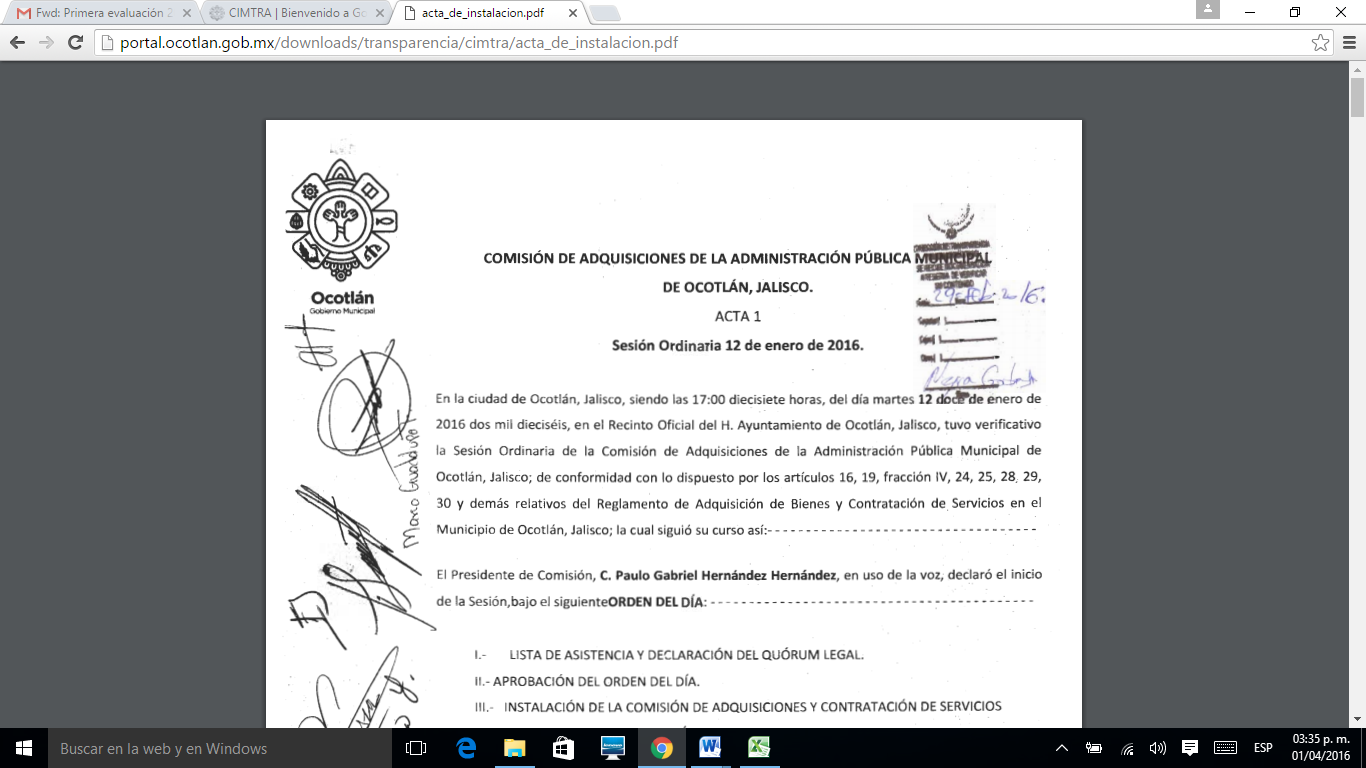 Fwd: Primera evaluación 2
CIMTRA | Bienvenido a Go
acta_de_instalacion.pdf
portal.ocotlan.gob.mx/downloads/transparencia/cimtra/acta_de_instalacion.pdf
Ocotlán
Gobierno Municipal
COMISIÓN DE ADQUISICIONES DE LA ADMINISTRACIÓN PÚBLICA MUNICIPAL
DE OCOTLÁN, JALISCO.
ACTA 1
Sesión Ordinaria 12 de enero de 2016.
En la ciudad de Ocotlán, Jalisco, siendo las 17:00 diecisiete horas, del día martes 12 doce de enero de
2016 dos mil dieciséis, en el Recinto Oficial del H. Ayuntamiento de Ocotlán, Jalisco, tuvo verificativo
la Sesión Ordinaria de la Comisión de Adquisiciones de la Administración Pública Municipal de
Ocotlán, Jalisco; de conformidad con lo dispuesto por los artículos 16, 19, fracción IV, 24, 25, 28, 29,
30 y demás relativos del Reglamento de Adquisición de Bienes y Contratación de Servicios en el
Municipio de Ocotlán, Jalisco; la cual siguió su curso así:- - - - - - - - - - - - - - - - - - - - - - - - - - - - - - - - -
El Presidente de Comisión, C. Paulo Gabriel Hernández Hernández, en uso de la voz, declaró el inicio
de la Sesión,bajo el siguienteORDEN DEL DÍA: - - - - - - - - - - - - - - - - - - - - - - - - - - - - - - - - - - - - - - - -
I.- LISTA DE ASISTENCIA Y DECLARACIÓN DEL QUÓRUM LEGAL.
II.- APROBACIÓN DEL ORDEN DEL DÍA.
III.- INSTALACIÓN DE LA COMISIÓN DE ADQUISICIONES Y CONTRATACIÓN DE SERVICIOS
Buscar en la web y en Windows
ESP
03:35 p. m.
01/04/2016